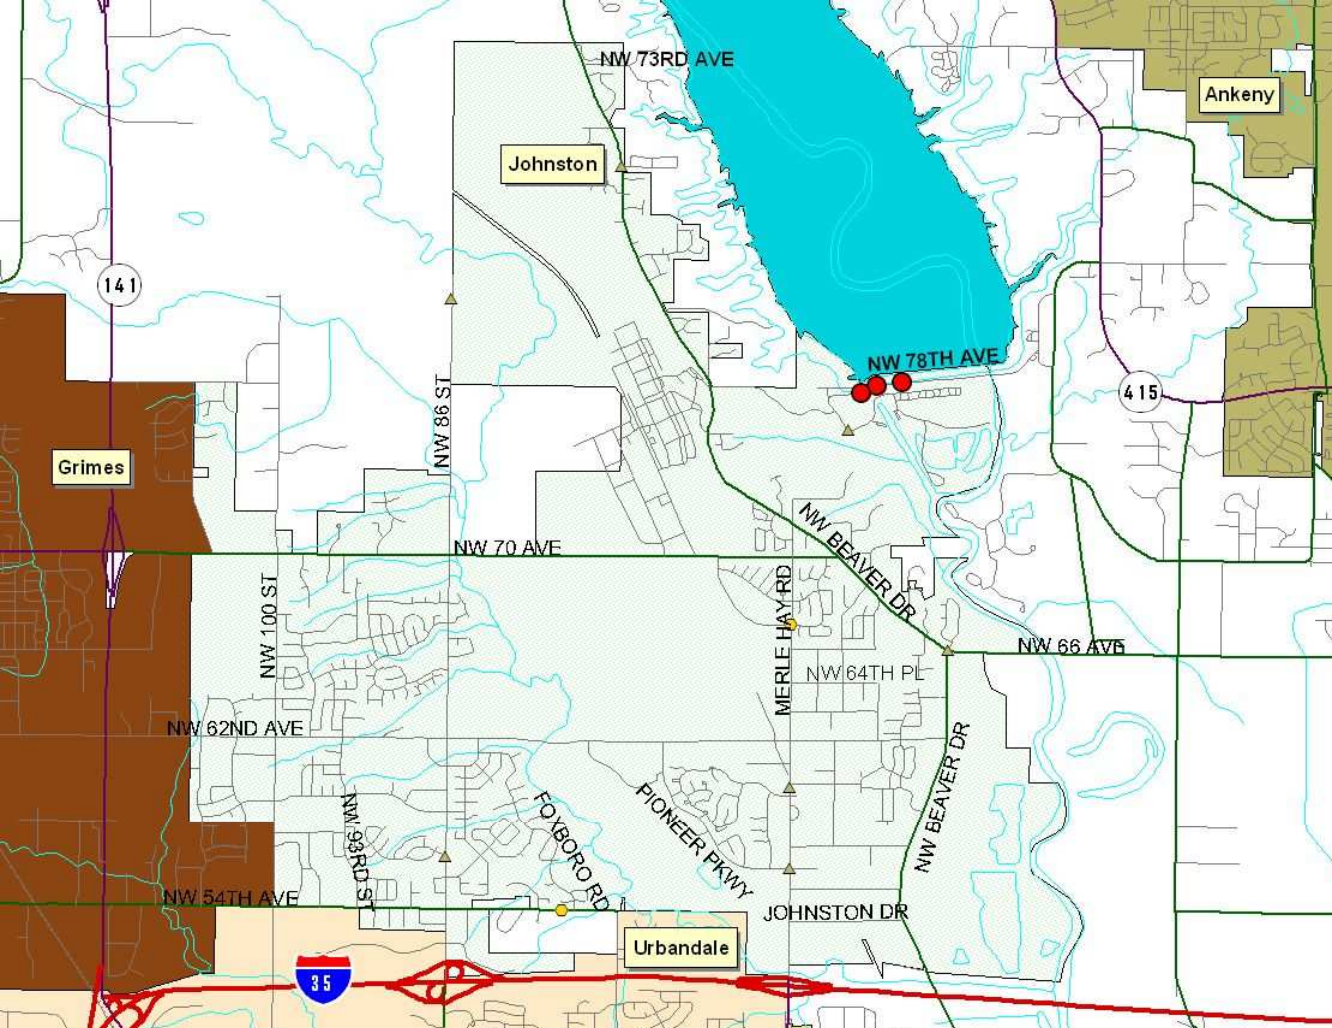 NW 73RD AVE
Ankeny
Johnston
141
NW 78TH AVE
415
NW 86 ST
Grimes
NW BEAVER DR
NW 70 AVE
NW 100 ST
MERLE HAY RD
NW 66 AVE
NW 64TH PL
NW 62ND AVE
NW BEAVER DR
NW 93RD ST
FOXBORO RD
PIONEER PKWY
NW 54TH AVE
JOHNSTON DR
Urbandale
35